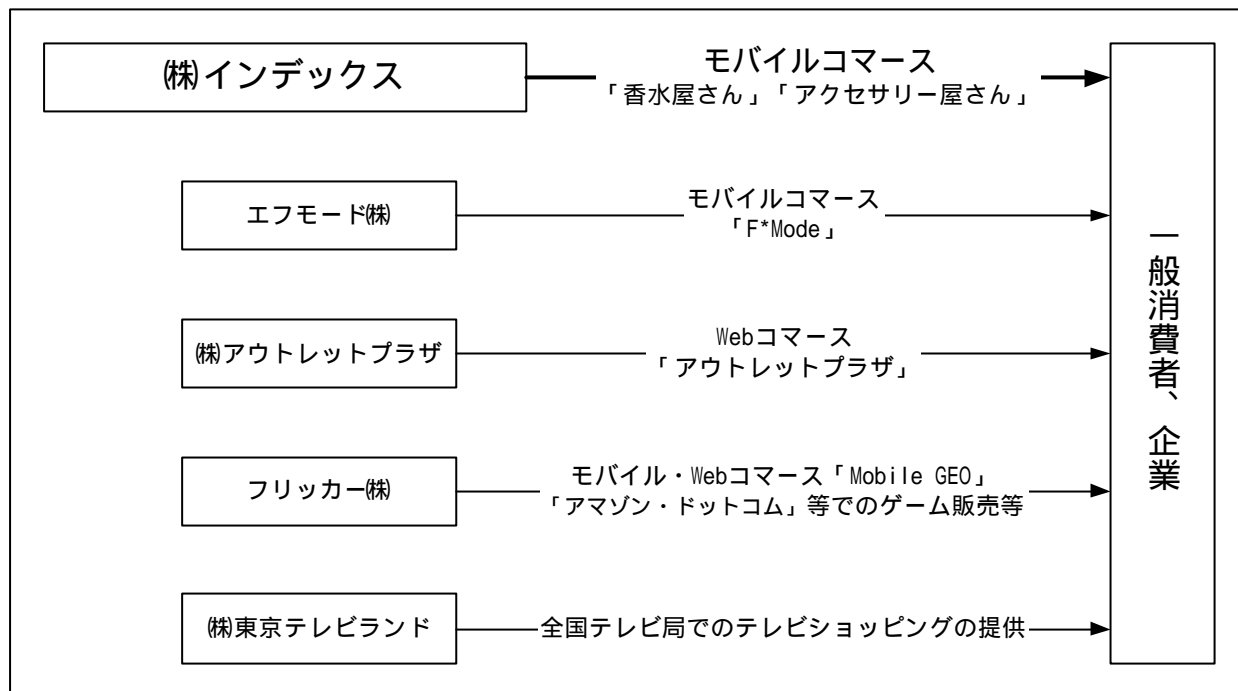 ㈱インデックス
モバイルコマース
「香水屋さん」「アクセサリー屋さん」
エフモード㈱
モバイルコマース
「F*Mode」
㈱アウトレットプラザ
Webコマース
「アウトレットプラザ」
フリッカー㈱
モバイル・Webコマース「Mobile GEO」
「アマゾン・ドットコム」等でのゲーム販売等
㈱東京テレビランド
全国テレビ局でのテレビショッピングの提供
一般消費者、企業